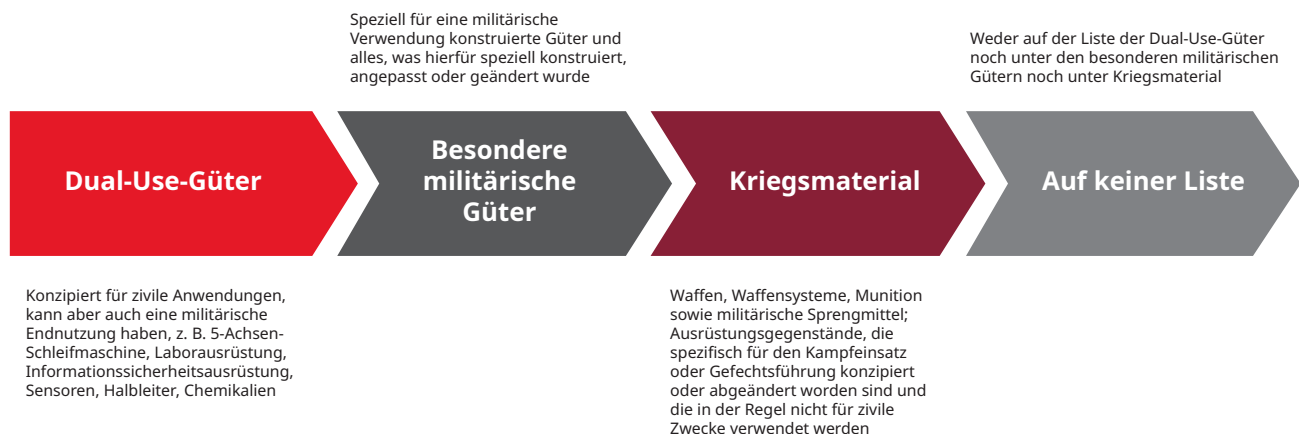 Speziell für eine militärische
Verwendung konstruierte Güter und
alles, was hierfür speziell konstruiert,
angepasst oder geändert wurde
Weder auf der Liste der Dual-Use-Güter
noch unter den besonderen militärischen
Gütern noch unter Kriegsmaterial
Dual-Use-Güter
Besondere
militärische
Güter
Kriegsmaterial
Auf keiner Liste
Konzipiert für zivile Anwendungen,
kann aber auch eine militärische
Endnutzung haben, z. B. 5-Achsen-
Schleifmaschine, Laborausrüstung,
Informationssicherheitsausrüstung,
Sensoren, Halbleiter, Chemikalien
Waffen, Waffensysteme, Munition
sowie militärische Sprengmittel;
Ausrüstungsgegenstände, die
spezifisch für den Kampfeinsatz
oder Gefechtsführung konzipiert
oder abgeändert worden sind und
die in der Regel nicht für zivile
Zwecke verwendet werden